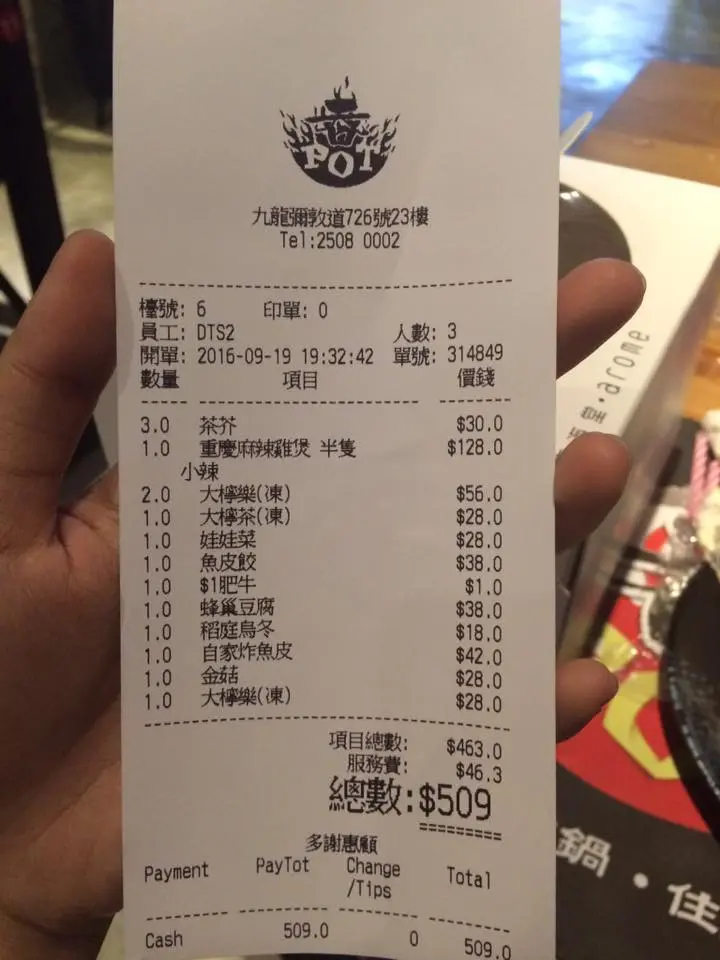 POT
九龍彌敦道726號23樓
Tel:2508 0002
檯號: 6 印單: 0
員工: DTS2 人數: 3
開單: 2016-09-19 19:32:42 單號: 314849
數量 項目 價錢
3.0 茶芥 $30.0
1.0 重慶麻辣雞煲 半隻 $128.0
小辣
2.0 大檸樂(凍) $56.0
1.0 大檸茶(凍) $28.0
1.0 娃娃菜 $28.0
1.0 魚皮餃 $38.0
1.0 $1肥牛 $1.0
1.0 蜂巢豆腐 $38.0
1.0 稻庭烏冬 $18.0
1.0 自家炸魚皮 $42.0
1.0 金菇 $28.0
1.0 大檸樂(凍) $28.0
項目總數: $463.0
服務費: $46.3
總數:$509
多謝惠顧
Payment PayTot Change /Tips Total
Cash 509.0 0 509.0
皇·arome
鍋·佳